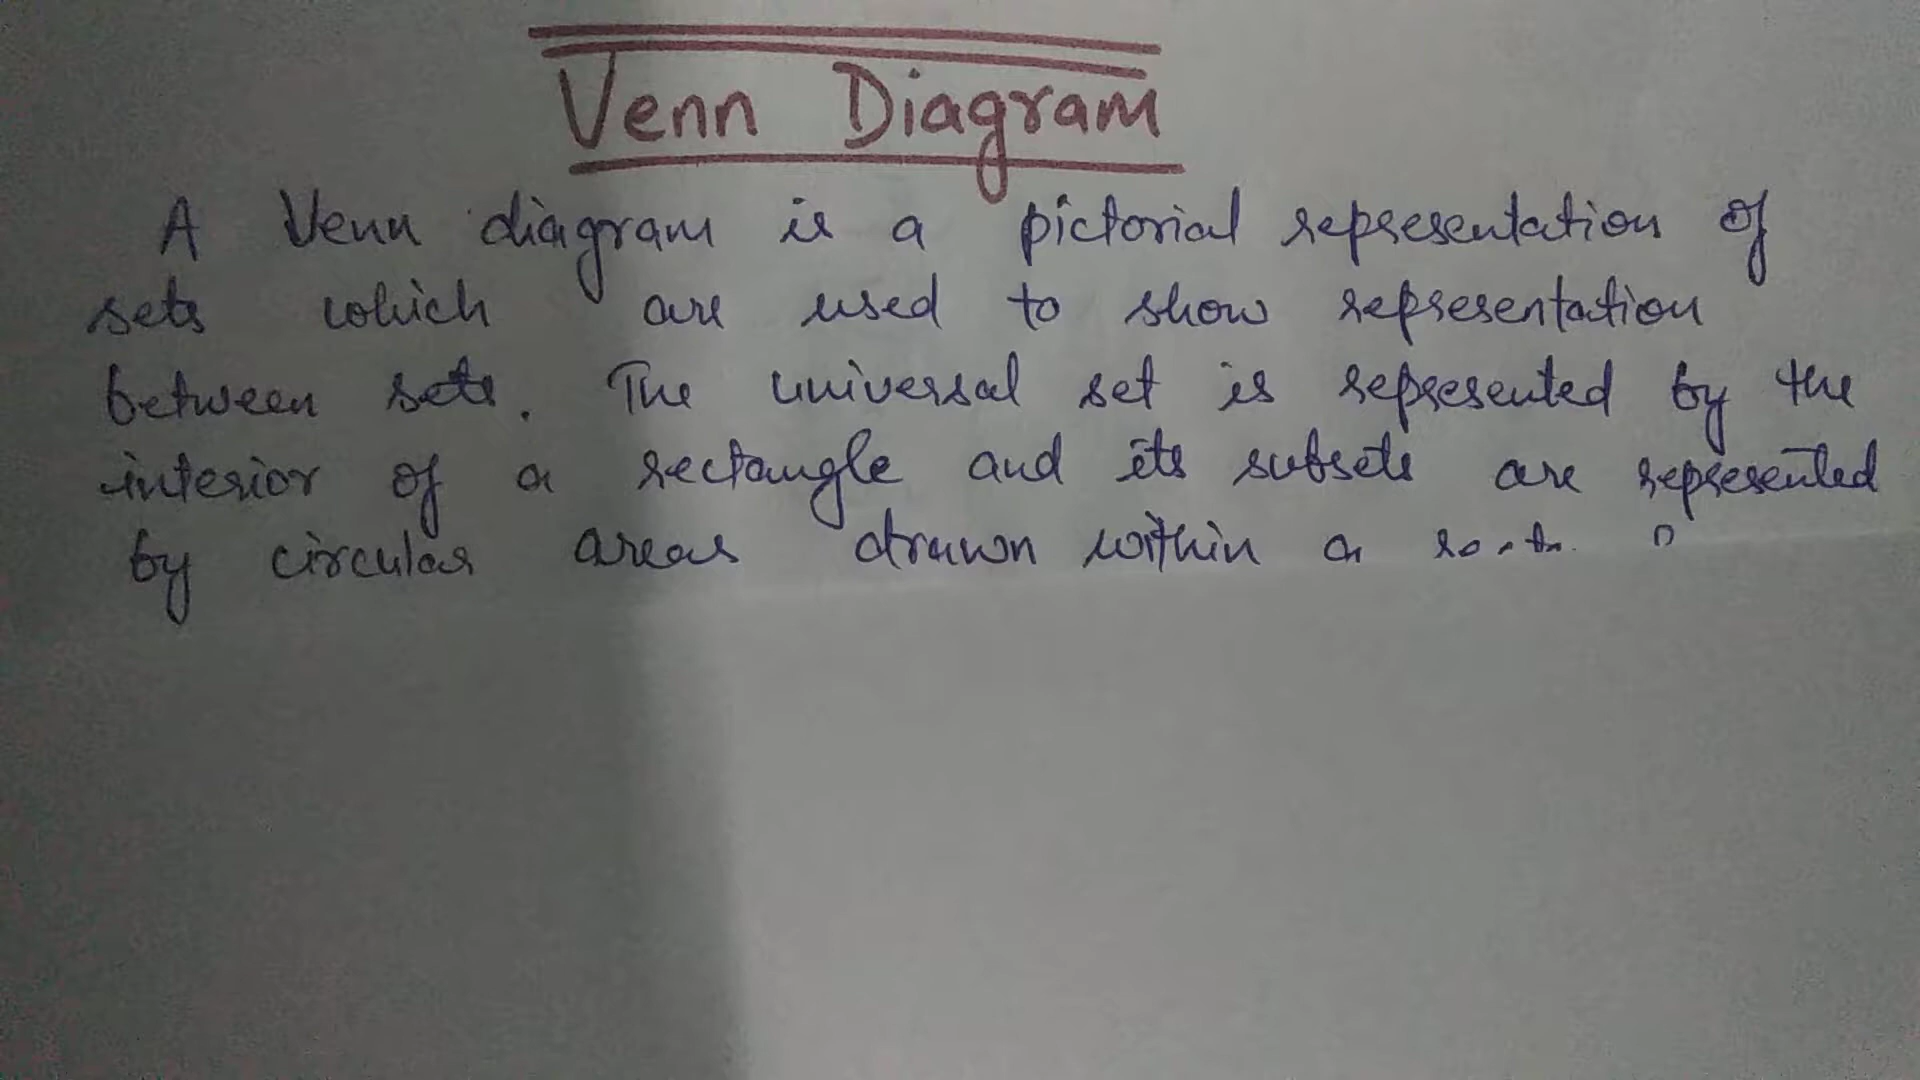 Venn Diagram
A Venn diagram is a pictorial representation of
sets which are used to show representation
between sets. The universal set is represented by the
interior of a rectangle and its subsets are represented
by circular areas drawn within a